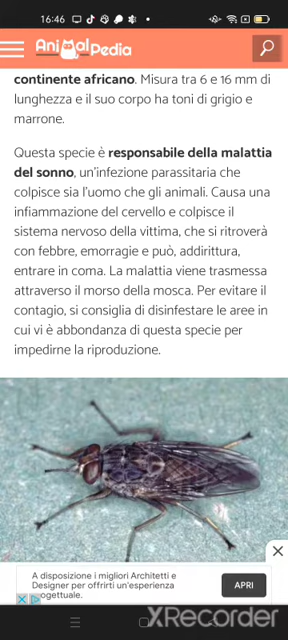 16:46
AnimalPedia
continente africano. Misura tra 6 e 16 mm di
lunghezza e il suo corpo ha toni di grigio e
marrone.
Questa specie è responsabile della malattia
del sonno, un'infezione parassitaria che
colpisce sia l'uomo che gli animali. Causa una
infiammazione del cervello e colpisce il
sistema nervoso della vittima, che si ritroverà
con febbre, emorragie e può, addirittura,
entrare in coma. La malattia viene trasmessa
attraverso il morso della mosca. Per evitare il
contagio, si consiglia di disinfestare le aree in
cui vi è abbondanza di questa specie per
impedirne la riproduzione.
A disposizione i migliori Architetti e
Designer per offrirti un'esperienza
progettuale.
APRI
XRecorder